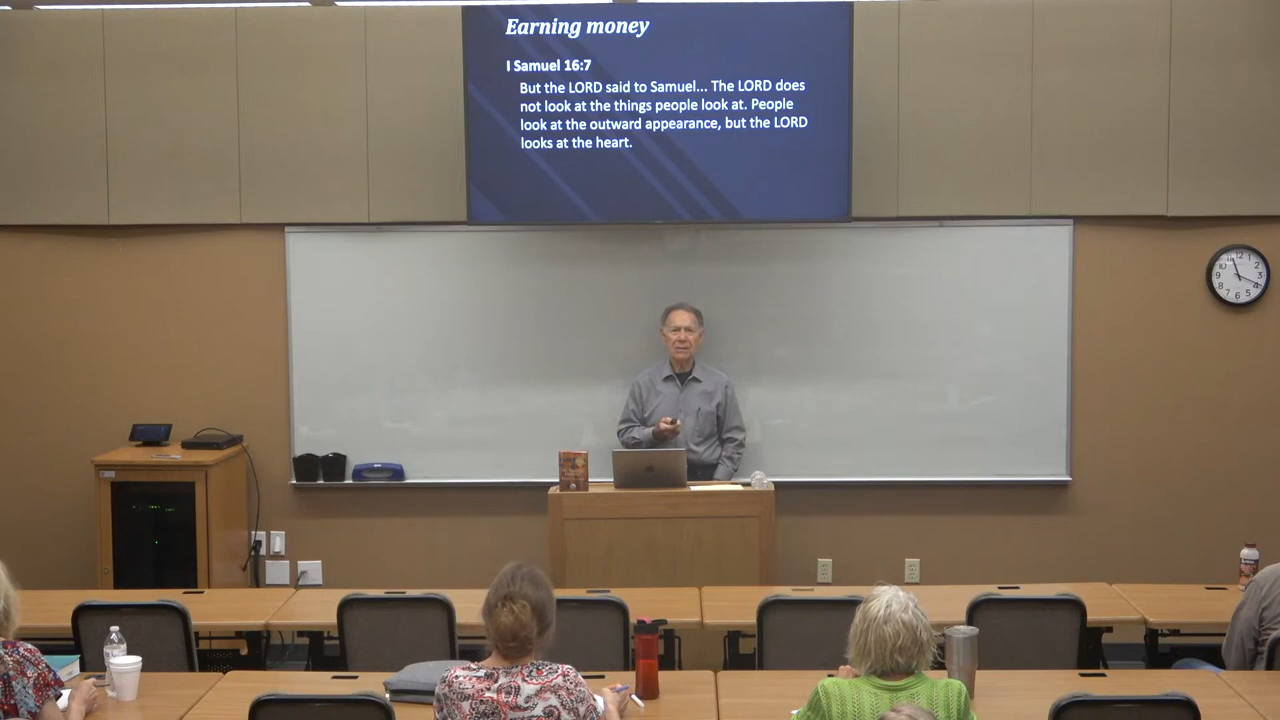 Earning money
I Samuel 16:7
But the LORD said to Samuel... The LORD does
not look at the things people look at. People
look at the outward appearance, but the LORD
looks at the heart.